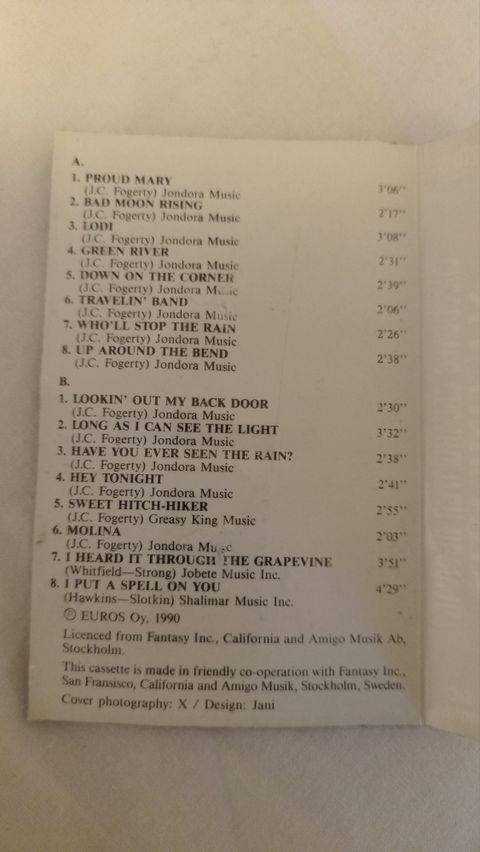 A.
1. PROUD MARY
(J.C. Fogerty) Jondora Music 3'06''
2. BAD MOON RISING
(J.C. Fogerty) Jondora Music 2'17''
3. LODI
(J.C. Fogerty) Jondora Music 3'08''
4. GREEN RIVER
(J.C. Fogerty) Jondora Music 2'31''
5. DOWN ON THE CORNER
(J.C. Fogerty) Jondora Music 2'39''
6. TRAVELIN' BAND
(J.C. Fogerty) Jondora Music 2'06''
7. WHO'LL STOP THE RAIN
(J.C. Fogerty) Jondora Music 2'26''
8. UP AROUND THE BEND
(J.C. Fogerty) Jondora Music 2'38''
B.
1. LOOKIN' OUT MY BACK DOOR
(J.C. Fogerty) Jondora Music 2'30''
2. LONG AS I CAN SEE THE LIGHT
(J.C. Fogerty) Jondora Music 3'32''
3. HAVE YOU EVER SEEN THE RAIN?
(J.C. Fogerty) Jondora Music 2'38''
4. HEY TONIGHT
(J.C. Fogerty) Jondora Music 2'41''
5. SWEET HITCH-HIKER
(J.C. Fogerty) Greasy King Music 2'55''
6. MOLINA
(J.C. Fogerty) Jondora Music 2'03''
7. I HEARD IT THROUGH THE GRAPEVINE
(Whitfield—Strong) Jobete Music Inc. 3'51''
8. I PUT A SPELL ON YOU
(Hawkins—Slotkin) Shalimar Music Inc. 4'29''
Ⓟ EUROS Oy, 1990
Licenced from Fantasy Inc., California and Amigo Musik Ab,
Stockholm.
This cassette is made in friendly co-operation with Fantasy Inc.,
San Fransisco, California and Amigo Musik, Stockholm, Sweden.
Cover photography: X / Design: Jani